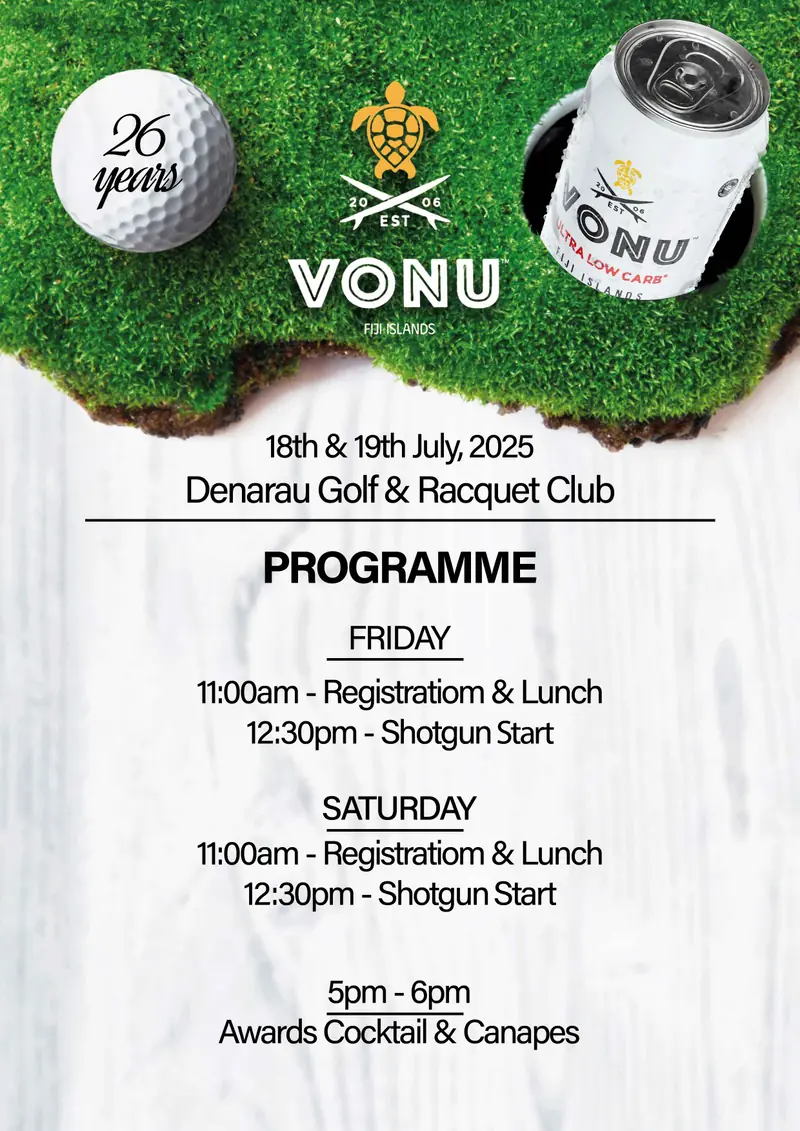 26
years
20 06
EST
VONU™
FIJI ISLANDS
20 06
EST
VONU™
ULTRA LOW CARB*
FIJI ISLANDS
18th & 19th July, 2025
Denarau Golf & Racquet Club
PROGRAMME
FRIDAY
11:00am - Registratiom & Lunch
12:30pm - Shotgun Start
SATURDAY
11:00am - Registratiom & Lunch
12:30pm - Shotgun Start
5pm - 6pm
Awards Cocktail & Canapes